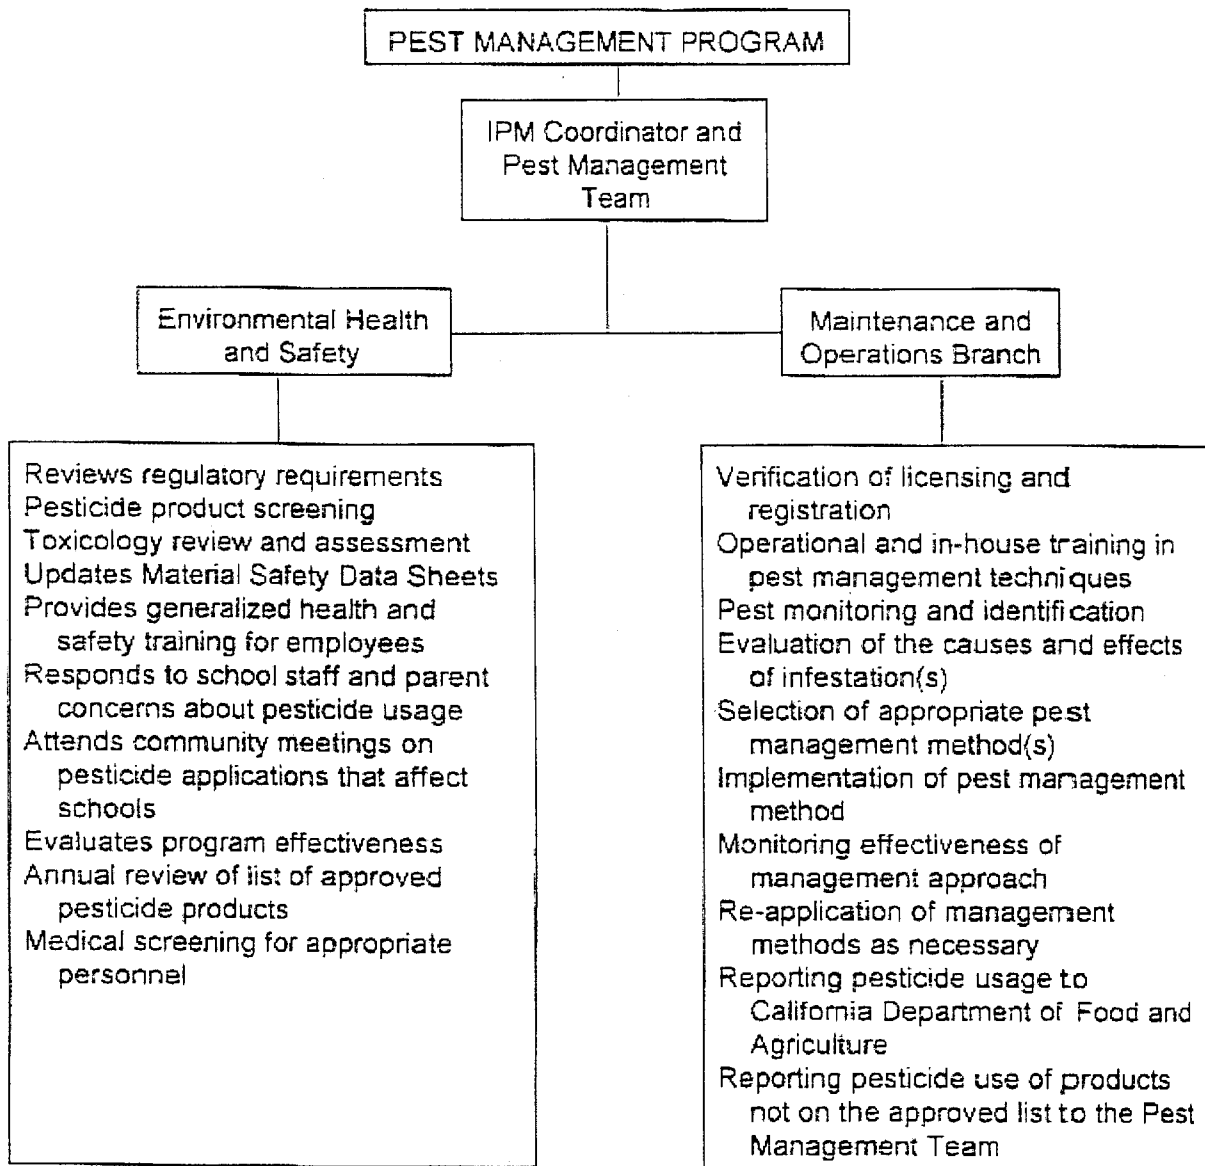 PEST MANAGEMENT PROGRAM
IPM Coordinator and
Pest Management
Team
Environmental Health
and Safety
Maintenance and
Operations Branch
Reviews regulatory requirements
Pesticide product screening
Toxicology review and assessment
Updates Material Safety Data Sheets
Provides generalized health and
safety training for employees
Responds to school staff and parent
concerns about pesticide usage
Attends community meetings on
pesticide applications that affect
schools
Evaluates program effectiveness
Annual review of list of approved
pesticide products
Medical screening for appropriate
personnel
Verification of licensing and
registration
Operational and in-house training in
pest management techniques
Pest monitoring and identification
Evaluation of the causes and effects
of infestation(s)
Selection of appropriate pest
management method(s)
Implementation of pest management
method
Monitoring effectiveness of
management approach
Re-application of management
methods as necessary
Reporting pesticide usage to
California Department of Food and
Agriculture
Reporting pesticide use of products
not on the approved list to the Pest
Management Team